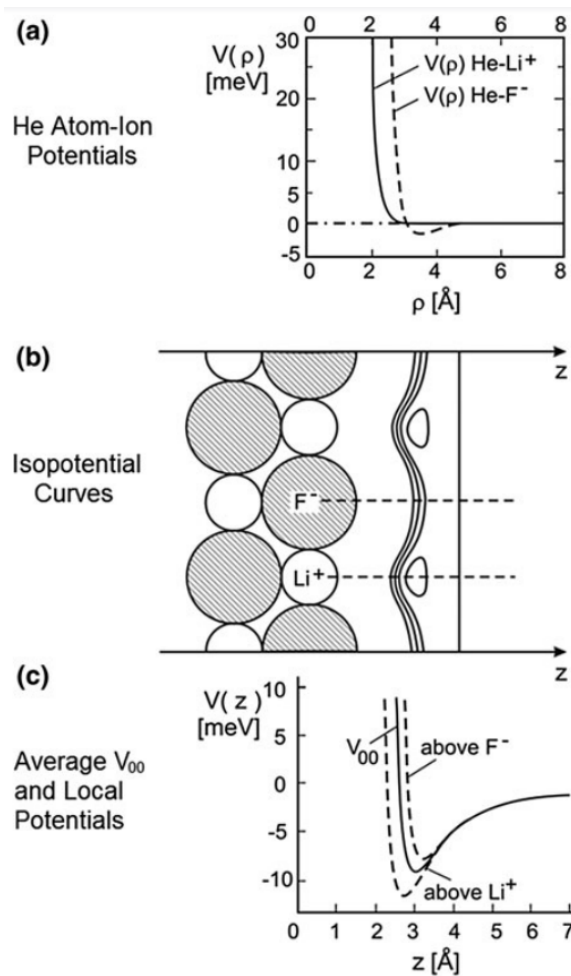 (a)
He Atom-Ion
Potentials
V(ρ)
[meV]
30
20
10
5
0
-5
V(ρ) He-Li⁺
V(ρ) He-F⁻
0 2 4 6 8
0 2 4 6 8
ρ [Å]
(b)
Isopotential
Curves
z
F⁻
Li⁺
z
(c)
Average V₀₀
and Local
Potentials
V(z)
[meV]
10
5
0
-5
-10
V₀₀
above F⁻
above Li⁺
0 1 2 3 4 5 6 7
z [Å]